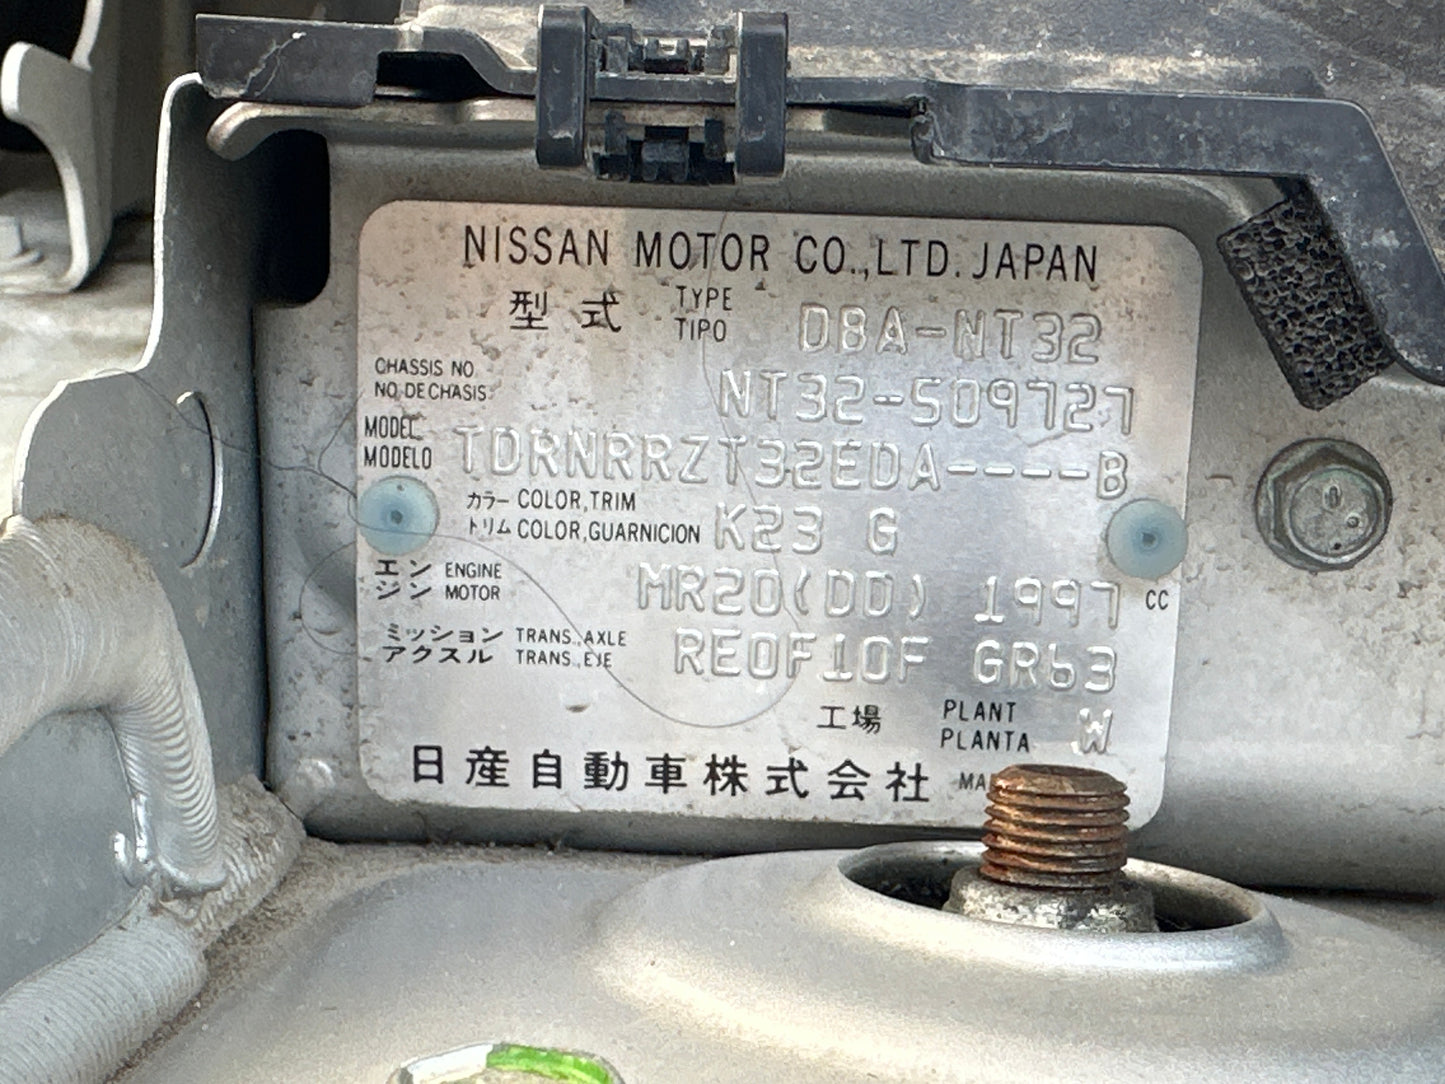 NISSAN MOTOR CO.,LTD. JAPAN
型式 TYPE TIPO DBA-NT32
CHASSIS NO. NO. DE CHASIS NT32-509727
MODEL MODELO TDRNRRZT32EDA----B
カラー COLOR,TRIM
トリム COLOR,GUARNICION K23 G
エンジン ENGINE MOTOR MR20(DD) 1997 CC
ミッション TRANS.,AXLE
アクスル TRANS.,EJE RE0F10F GR63
工場 PLANT PLANTA W
日産自動車株式会社